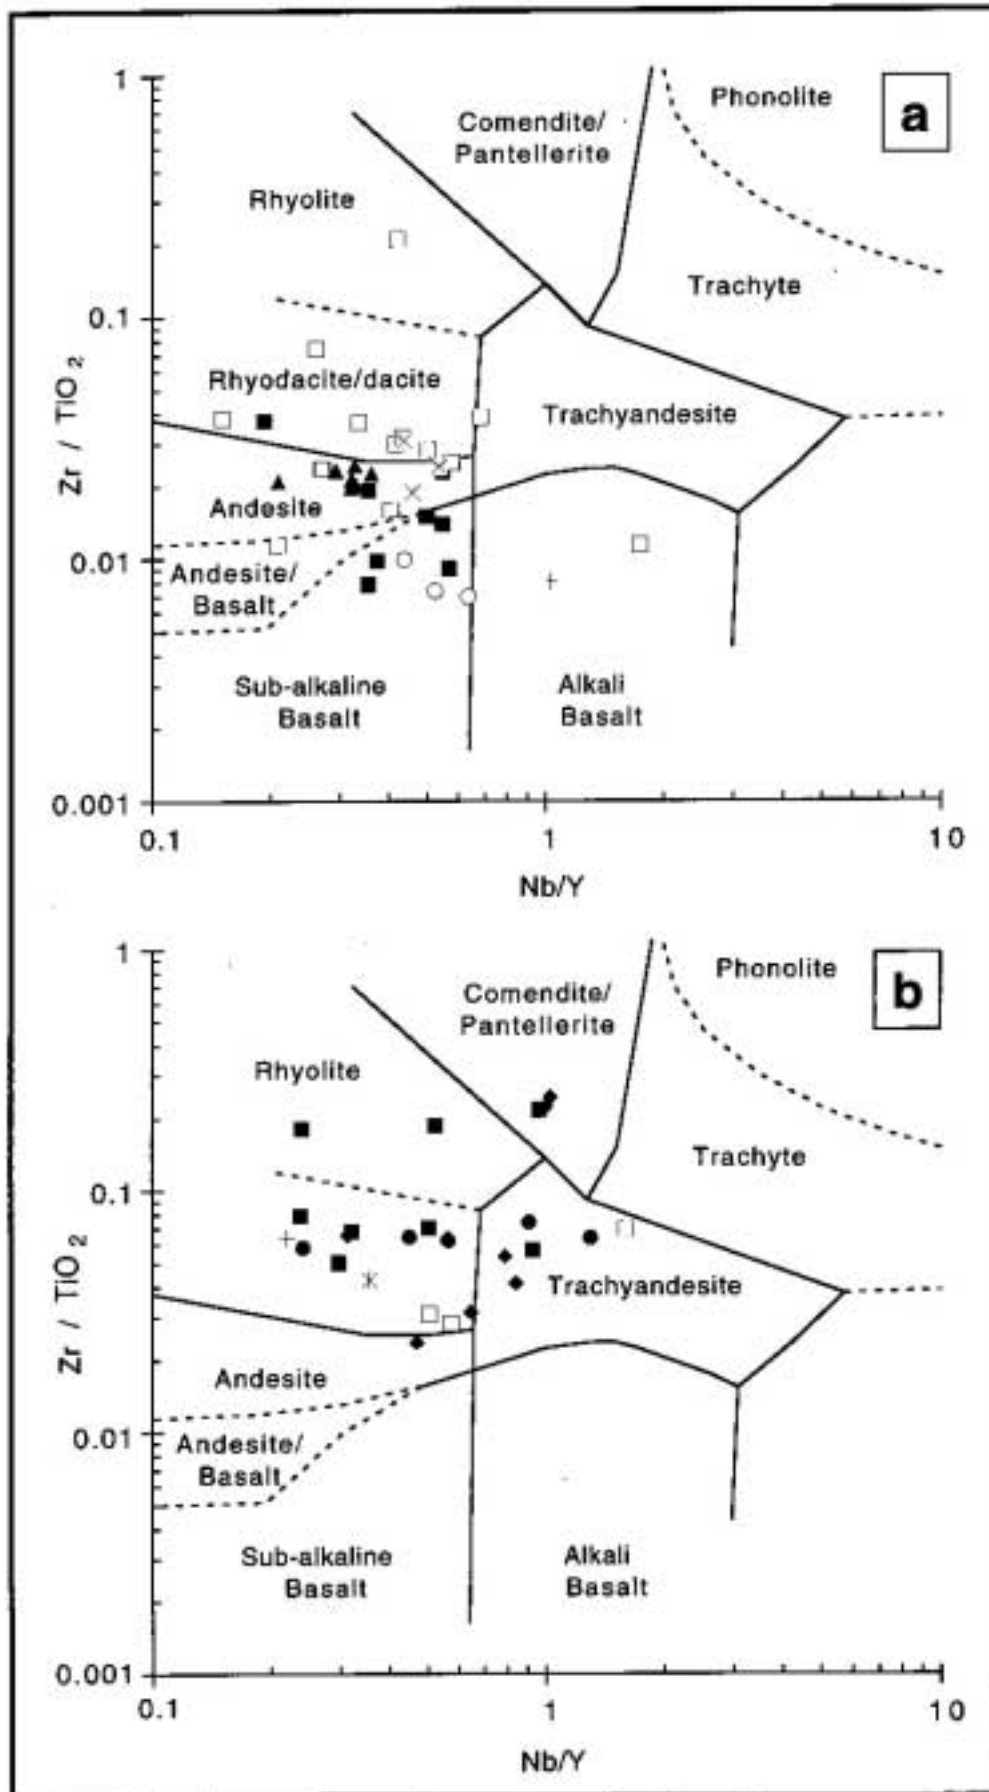 a
1
Phonolite
Comendite/
Pantellerite
Rhyolite
Trachyte
0.1
Rhyodacite/dacite
Trachyandesite
Zr / TiO2
Andesite
0.01
Andesite/
Basalt
Sub-alkaline
Basalt
Alkali
Basalt
0.001
0.1
1
10
Nb/Y
b
1
Phonolite
Comendite/
Pantellerite
Rhyolite
Trachyte
0.1
Zr / TiO2
Trachyandesite
Andesite
0.01
Andesite/
Basalt
Sub-alkaline
Basalt
Alkali
Basalt
0.001
0.1
1
10
Nb/Y